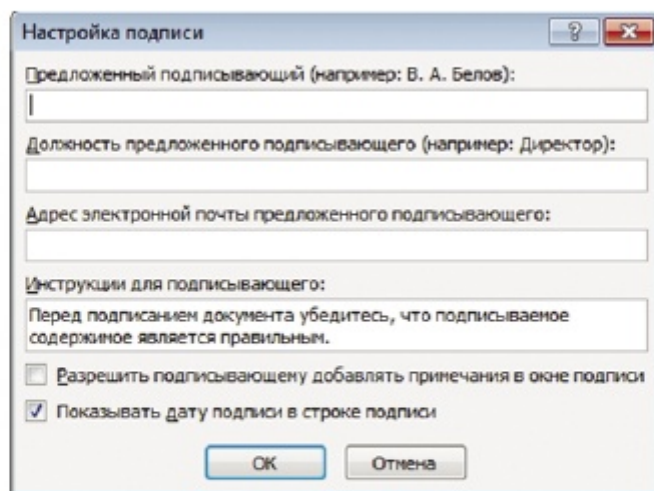 Настройка подписи
Предложенный подписывающий (например: В. А. Белов):
Должность предложенного подписывающего (например: Директор):
Адрес электронной почты предложенного подписывающего:
Инструкции для подписывающего:
Перед подписанием документа убедитесь, что подписываемое
содержимое является правильным.
Разрешить подписывающему добавлять примечания в окне подписи
Показывать дату подписи в строке подписи
ОК Отмена